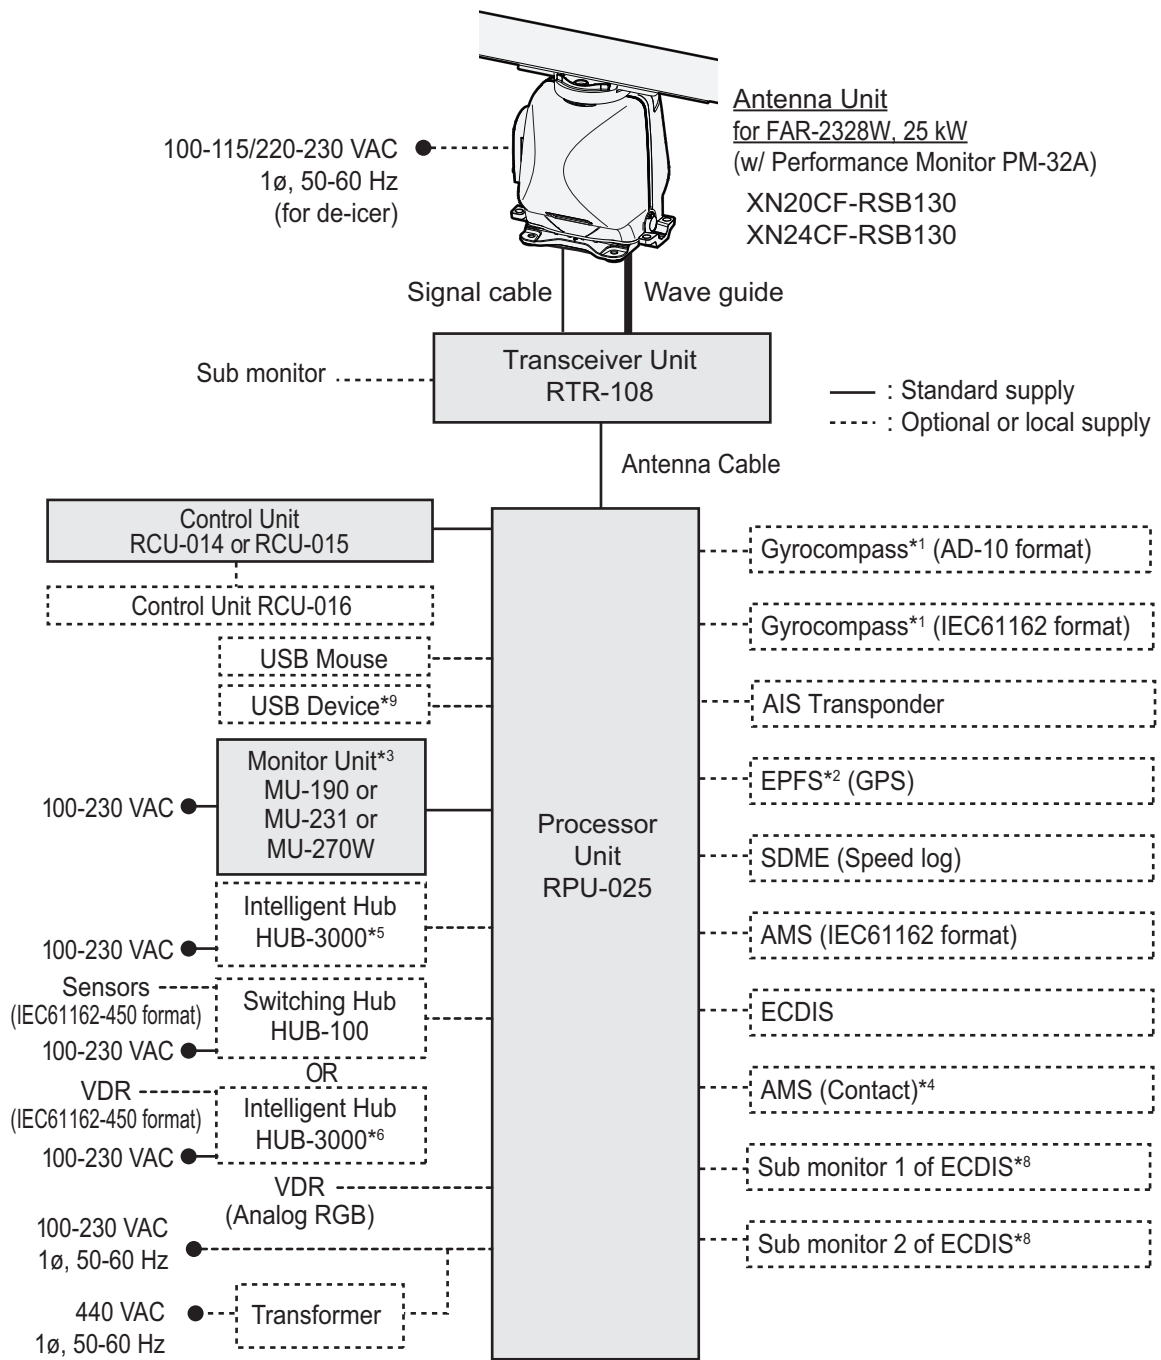 Antenna Unit
for FAR-2328W, 25 kW
(w/ Performance Monitor PM-32A)
XN20CF-RSB130
XN24CF-RSB130
100-115/220-230 VAC
1ø, 50-60 Hz
(for de-icer)
Signal cable
Wave guide
Transceiver Unit
RTR-108
Sub monitor
: Standard supply
: Optional or local supply
Antenna Cable
Control Unit
RCU-014 or RCU-015
Control Unit RCU-016
USB Mouse
USB Device*9
Monitor Unit*3
MU-190 or
MU-231 or
MU-270W
100-230 VAC
Intelligent Hub
HUB-3000*5
100-230 VAC
Sensors
(IEC61162-450 format)
Switching Hub
HUB-100
100-230 VAC
OR
VDR
(IEC61162-450 format)
Intelligent Hub
HUB-3000*6
100-230 VAC
VDR
(Analog RGB)
100-230 VAC
1ø, 50-60 Hz
440 VAC
1ø, 50-60 Hz
Transformer
Processor
Unit
RPU-025
Gyrocompass*1 (AD-10 format)
Gyrocompass*1 (IEC61162 format)
AIS Transponder
EPFS*2 (GPS)
SDME (Speed log)
AMS (IEC61162 format)
ECDIS
AMS (Contact)*4
Sub monitor 1 of ECDIS*8
Sub monitor 2 of ECDIS*8